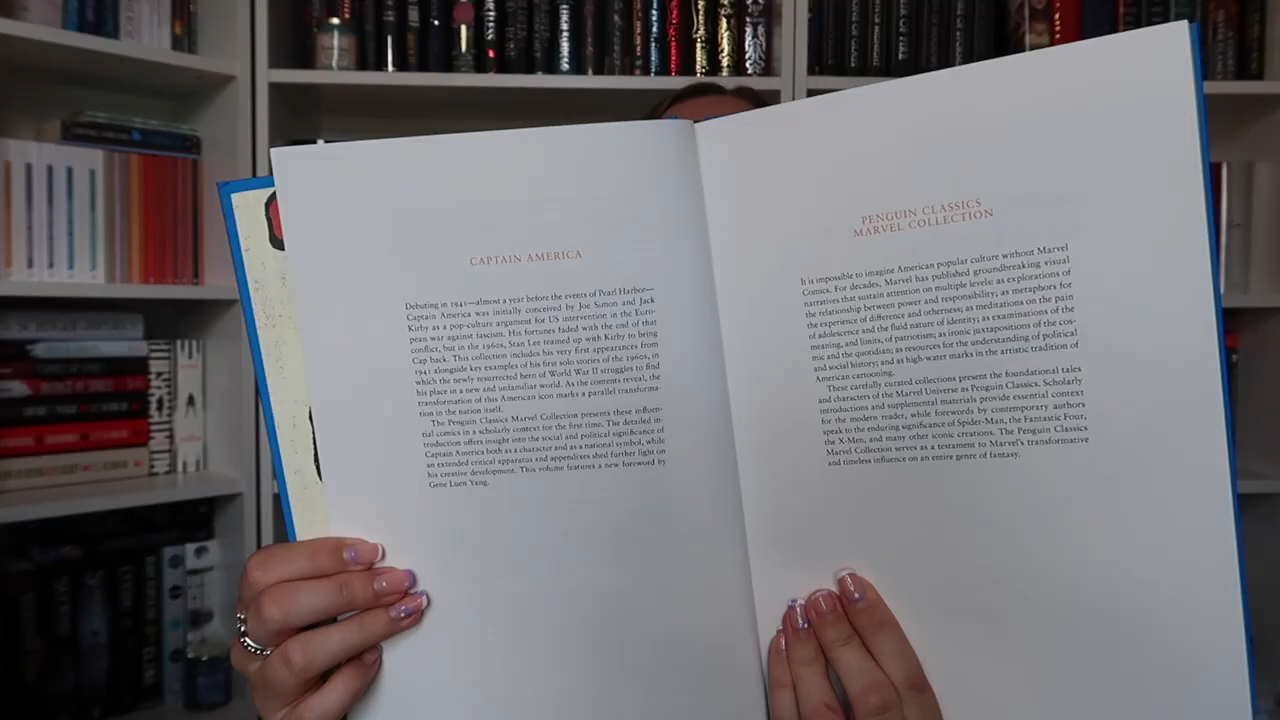 CAPTAIN AMERICA
Debuting in 1941—almost a year before the events of Pearl Harbor—
Captain America was initially conceived by Joe Simon and Jack
Kirby as a pop-culture argument for US intervention in the Euro-
pean war against fascism. His fortunes faded with the end of that
conflict, but in the 1960s, Stan Lee teamed up with Kirby to bring
Cap back. This collection includes his very first appearances from
1941 alongside key examples of his first solo stories of the 1960s, in
which the newly resurrected hero of World War II struggles to find
his place in a new and unfamiliar world. As the contents reveal, the
transformation of this American icon marks a parallel transforma-
tion in the nation itself.
The Penguin Classics Marvel Collection presents these influen-
tial comics in a scholarly context for the first time. The detailed in-
troduction offers insight into the social and political significance of
Captain America both as a character and as a national symbol, while
an extended critical apparatus and appendixes shed further light on
his creative development. This volume features a new foreword by
Gene Luen Yang.
PENGUIN CLASSICS
MARVEL COLLECTION
It is impossible to imagine American popular culture without Marvel
Comics. For decades, Marvel has published groundbreaking visual
narratives that sustain attention on multiple levels: as explorations of
the relationship between power and responsibility; as metaphors for
the experience of difference and otherness; as meditations on the pain
of adolescence and the fluid nature of identity; as examinations of the
meaning, and limits, of patriotism; as ironic juxtapositions of the cos-
mic and the quotidian; as resources for the understanding of political
and social history; and as high-water marks in the artistic tradition of
American cartooning.
These carefully curated collections present the foundational tales
and characters of the Marvel Universe as Penguin Classics. Scholarly
introductions and supplemental materials provide essential context
for the modern reader, while forewords by contemporary authors
speak to the enduring significance of Spider-Man, the Fantastic Four,
the X-Men, and many other iconic creations. The Penguin Classics
Marvel Collection serves as a testament to Marvel's transformative
and timeless influence on an entire genre of fantasy.